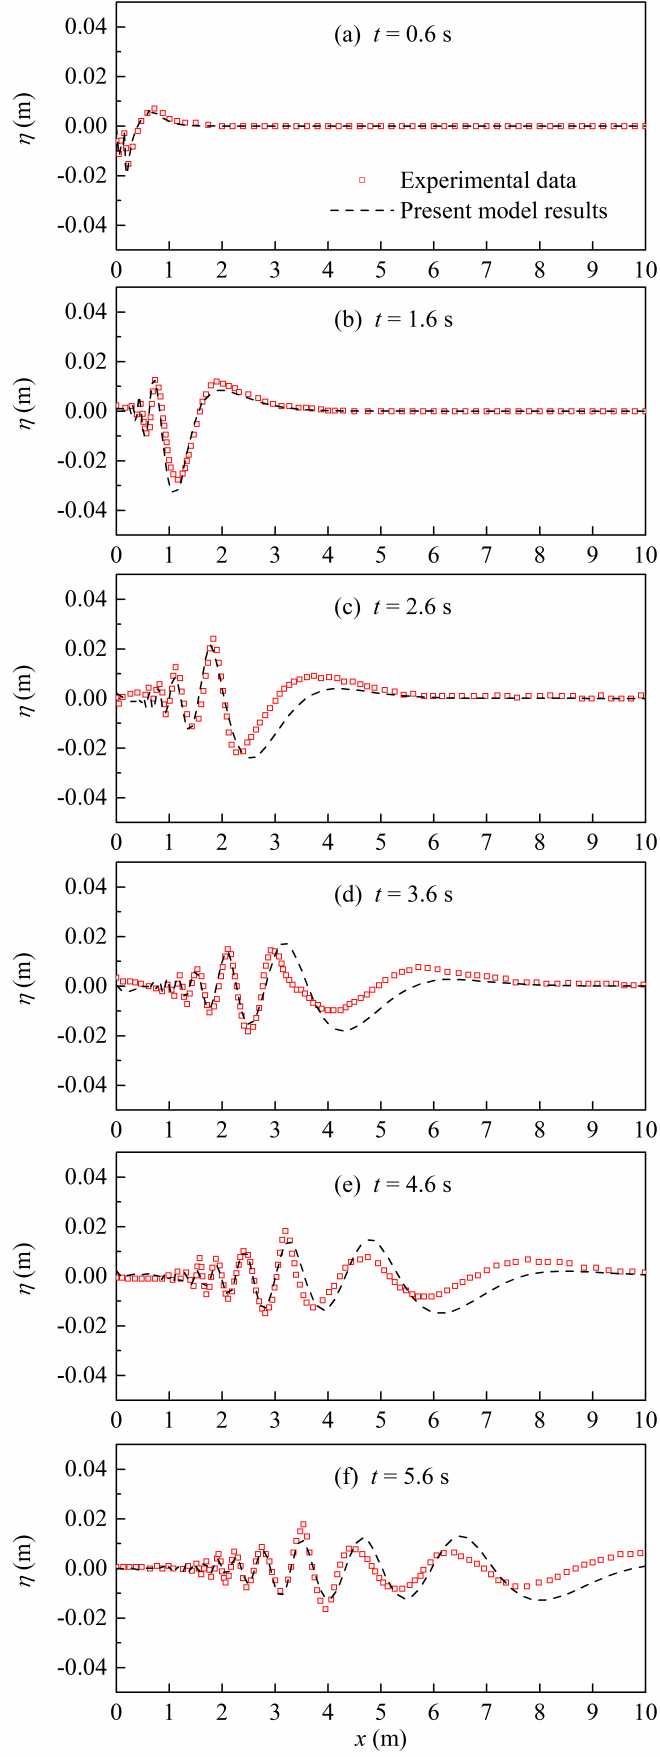 (a) t = 0.6 s
0.04
0.02
0.00
-0.02
-0.04
η (m)
Experimental data
Present model results
0 1 2 3 4 5 6 7 8 9 10
(b) t = 1.6 s
0.04
0.02
0.00
-0.02
-0.04
η (m)
0 1 2 3 4 5 6 7 8 9 10
(c) t = 2.6 s
0.04
0.02
0.00
-0.02
-0.04
η (m)
0 1 2 3 4 5 6 7 8 9 10
(d) t = 3.6 s
0.04
0.02
0.00
-0.02
-0.04
η (m)
0 1 2 3 4 5 6 7 8 9 10
(e) t = 4.6 s
0.04
0.02
0.00
-0.02
-0.04
η (m)
0 1 2 3 4 5 6 7 8 9 10
(f) t = 5.6 s
0.04
0.02
0.00
-0.02
-0.04
η (m)
0 1 2 3 4 5 6 7 8 9 10
x (m)